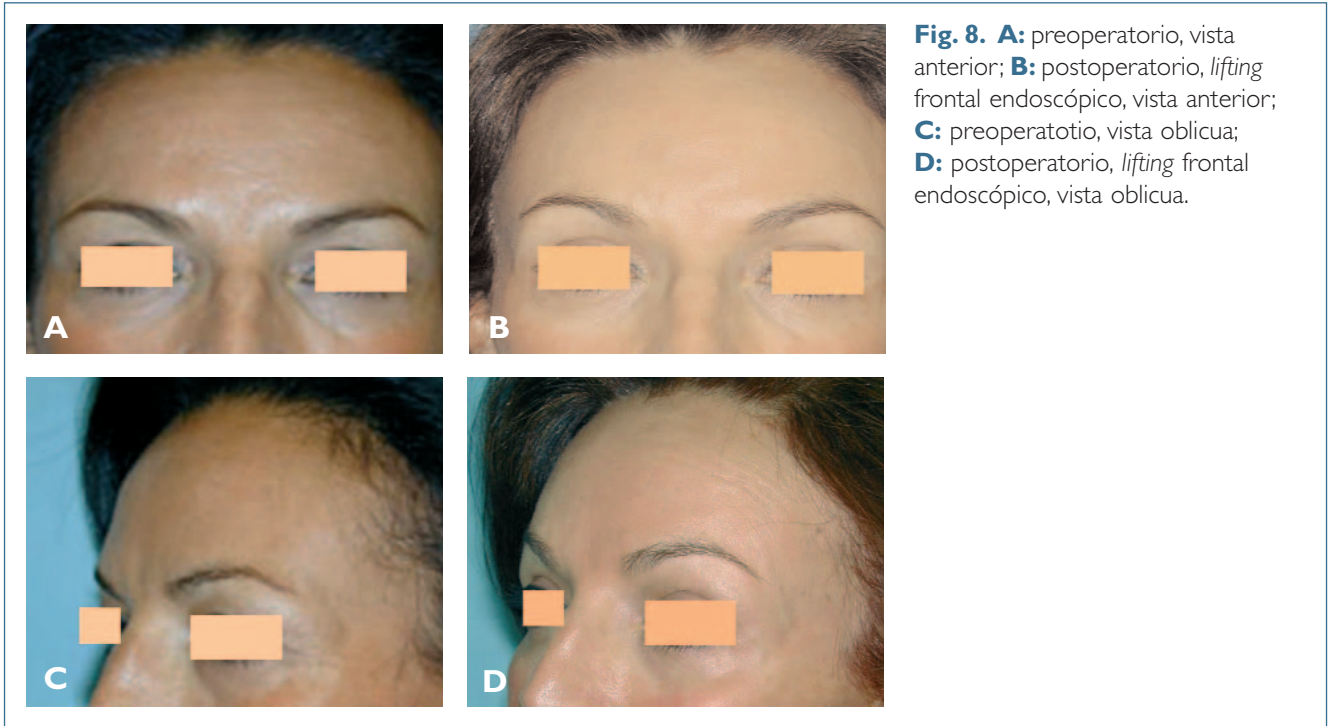 Fig. 8. A: preoperatorio, vista
anterior; B: postoperatorio, lifting
frontal endoscópico, vista anterior;
C: preoperatotio, vista oblicua;
D: postoperatorio, lifting frontal
endoscópico, vista oblicua.
A
B
C
D